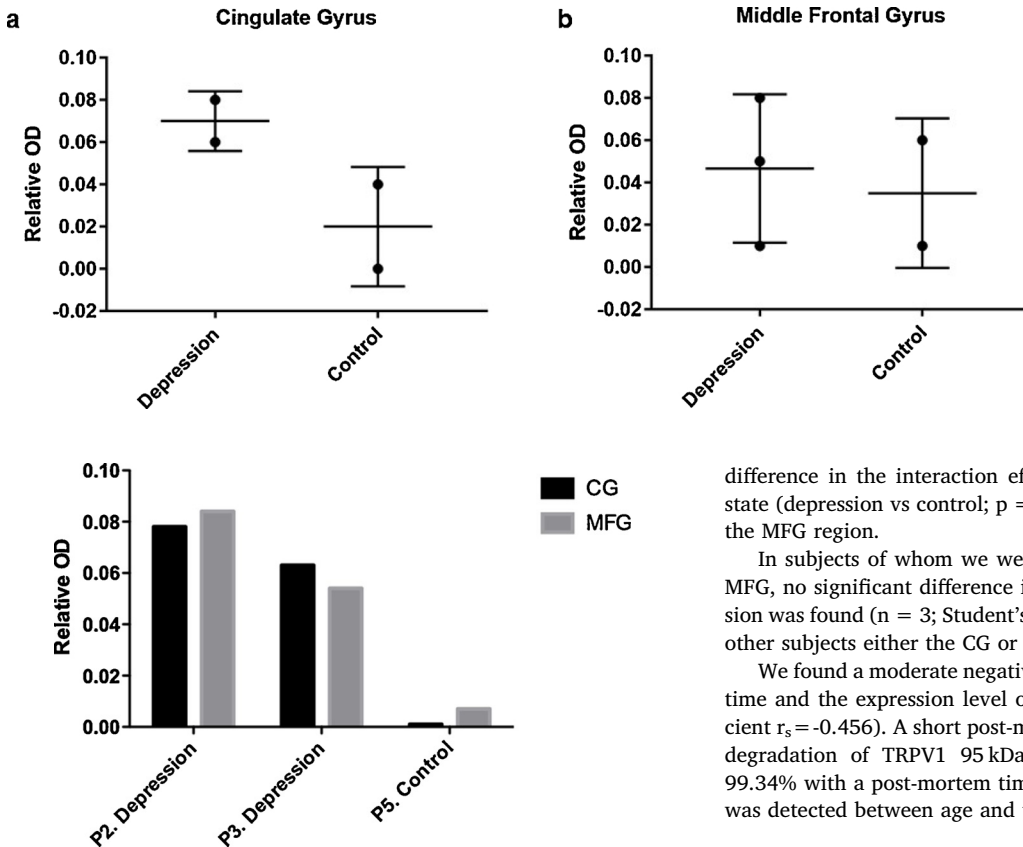 a
Cingulate Gyrus
0.10
0.08
0.06
0.04
0.02
0.00
-0.02
Relative OD
Depression
Control
b
Middle Frontal Gyrus
0.10
0.08
0.06
0.04
0.02
0.00
-0.02
Relative OD
Depression
Control
0.10
0.08
0.06
0.04
0.02
0.00
Relative OD
P2. Depression
P3. Depression
P5. Control
CG
MFG
difference in the interaction ef
state (depression vs control; p =
the MFG region.
In subjects of whom we we
MFG, no significant difference i
sion was found (n = 3; Student's
other subjects either the CG or
We found a moderate negativ
time and the expression level o
cient rₛ = -0.456). A short post-m
degradation of TRPV1 95 kDa
99.34% with a post-mortem tim
was detected between age and